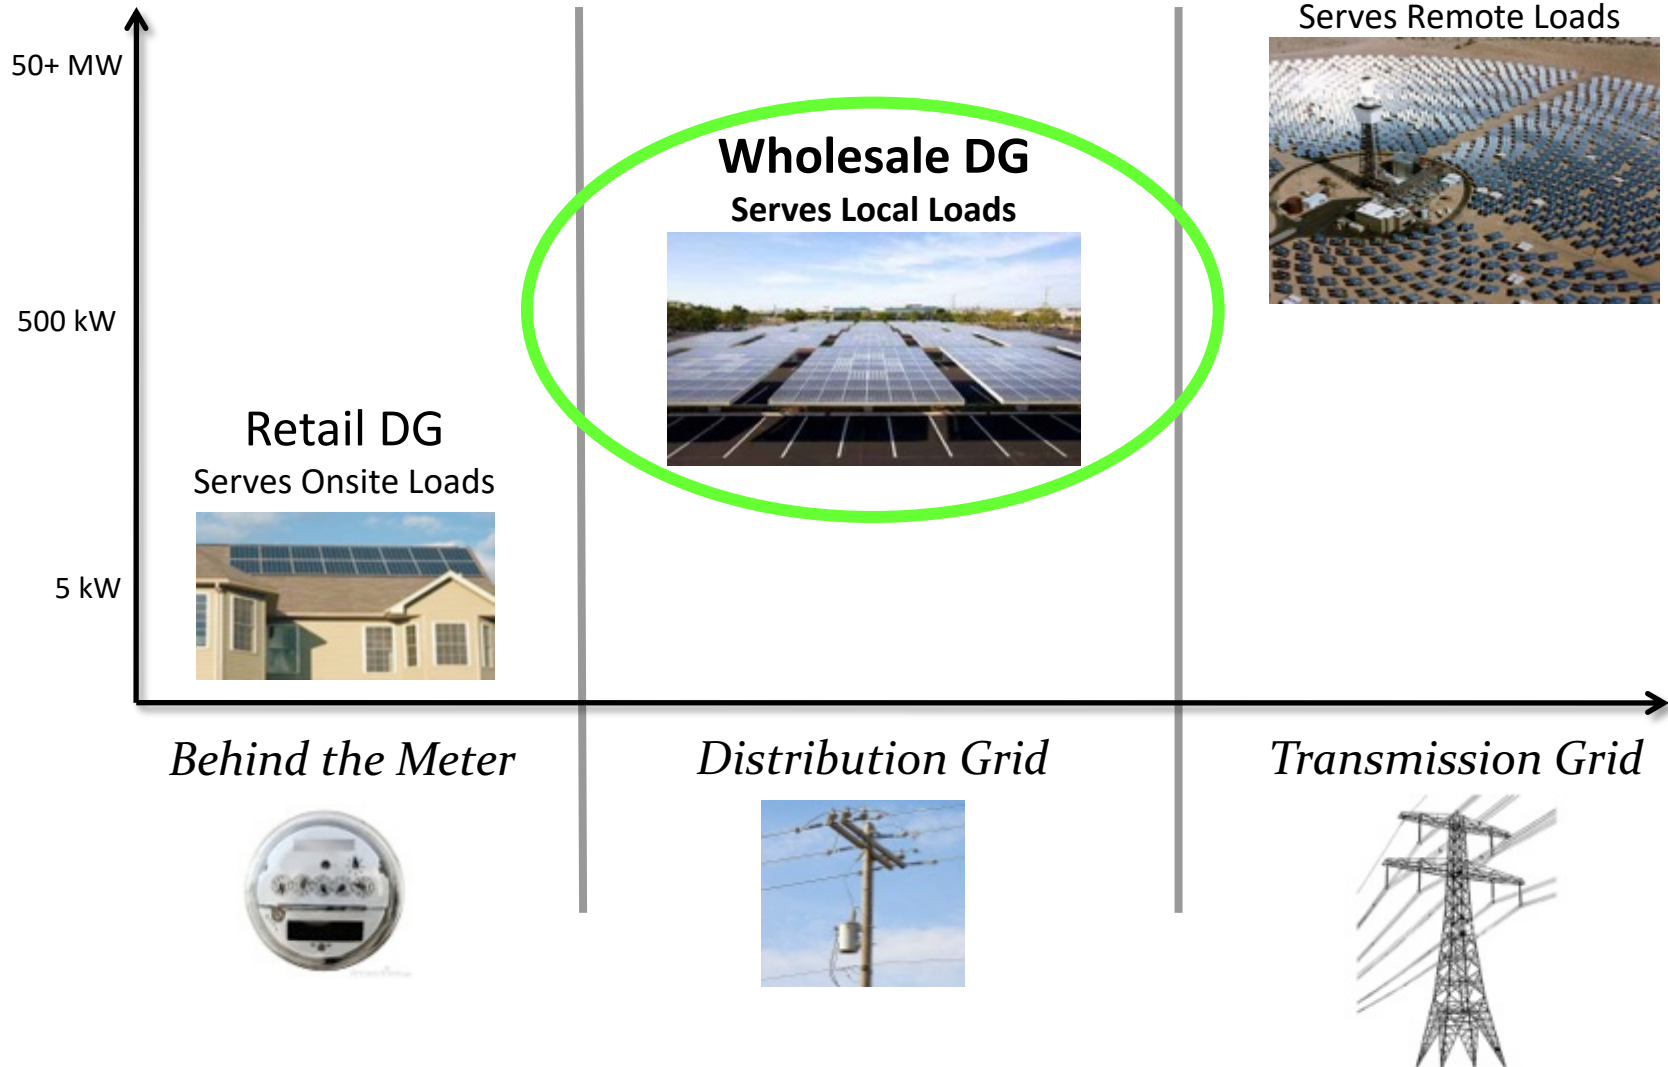 Serves Remote Loads
50+ MW
Wholesale DG
Serves Local Loads
500 kW
Retail DG
Serves Onsite Loads
5 kW
Behind the Meter
Distribution Grid
Transmission Grid